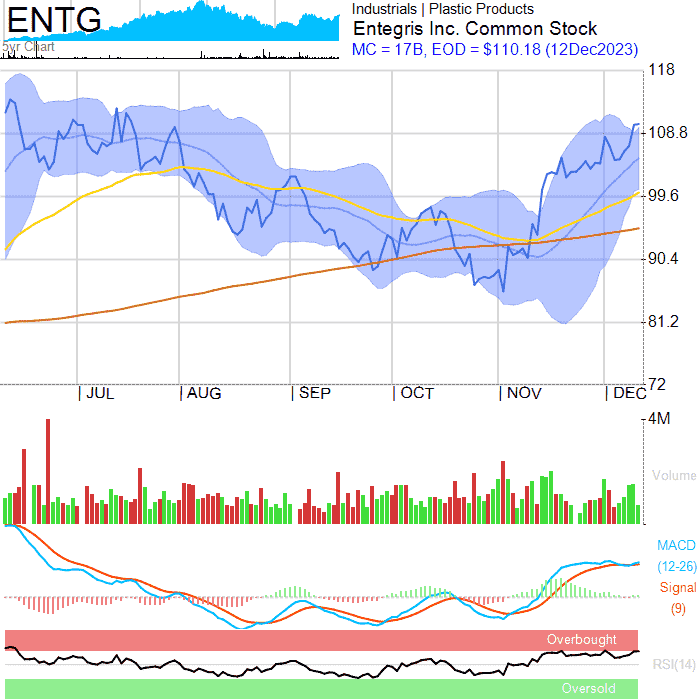 ENTG
5yr Chart
Industrials | Plastic Products
Entegris Inc. Common Stock
MC = 17B, EOD = $110.18 (12Dec2023)
118
108.8
99.6
90.4
81.2
72
JUL AUG SEP OCT NOV DEC
4M
Volume
MACD
(12-26)
Signal
(9)
Overbought
RSI(14)
Oversold